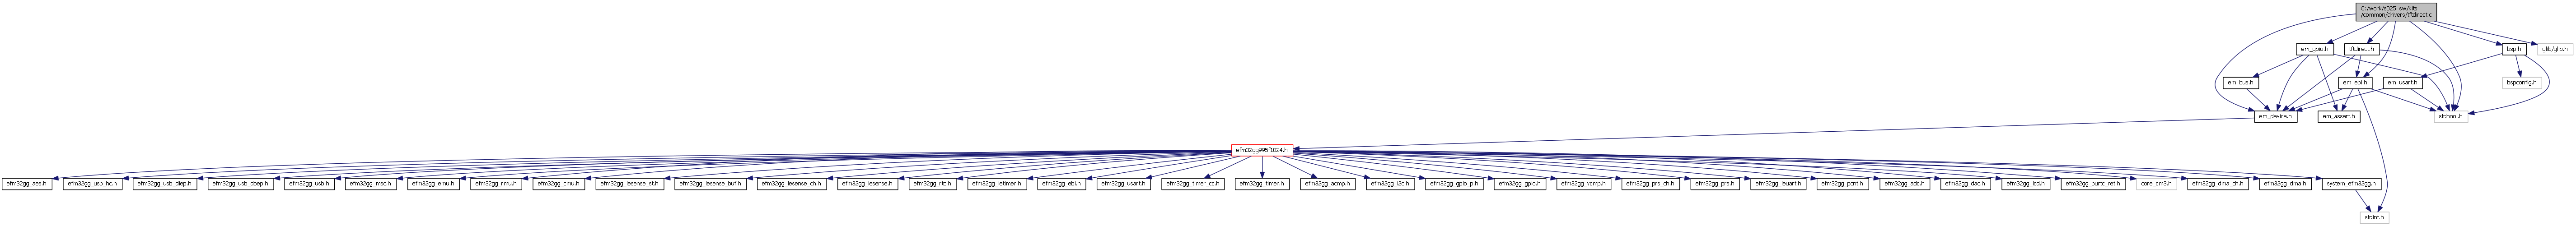 C:/work/s025_sw/kits
/common/drivers/tftdirect.c
em_gpio.h
tftdirect.h
bsp.h
glib/glib.h
em_bus.h
em_ebi.h
em_usart.h
bspconfig.h
em_device.h
em_assert.h
stdbool.h
efm32gg995f1024.h
efm32gg_aes.h
efm32gg_usb_hc.h
efm32gg_usb_diep.h
efm32gg_usb_doep.h
efm32gg_usb.h
efm32gg_msc.h
efm32gg_emu.h
efm32gg_rmu.h
efm32gg_cmu.h
efm32gg_lesense_st.h
efm32gg_lesense_buf.h
efm32gg_lesense_ch.h
efm32gg_lesense.h
efm32gg_rtc.h
efm32gg_letimer.h
efm32gg_ebi.h
efm32gg_usart.h
efm32gg_timer_cc.h
efm32gg_timer.h
efm32gg_acmp.h
efm32gg_i2c.h
efm32gg_gpio_p.h
efm32gg_gpio.h
efm32gg_vcmp.h
efm32gg_prs_ch.h
efm32gg_prs.h
efm32gg_leuart.h
efm32gg_pcnt.h
efm32gg_adc.h
efm32gg_dac.h
efm32gg_lcd.h
efm32gg_burtc_ret.h
core_cm3.h
efm32gg_dma_ch.h
efm32gg_dma.h
system_efm32gg.h
stdint.h